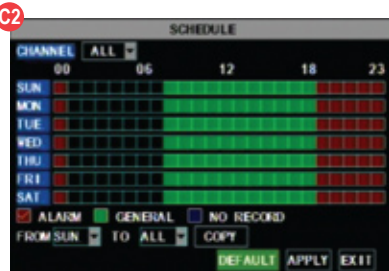 C2
SCHEDULE
CHANNEL ALL
00 06 12 18 23
SUN
MON
TUE
WED
THU
FRI
SAT
ALARM GENERAL NO RECORD
FROM SUN TO ALL COPY
DEFAULT APPLY EXIT